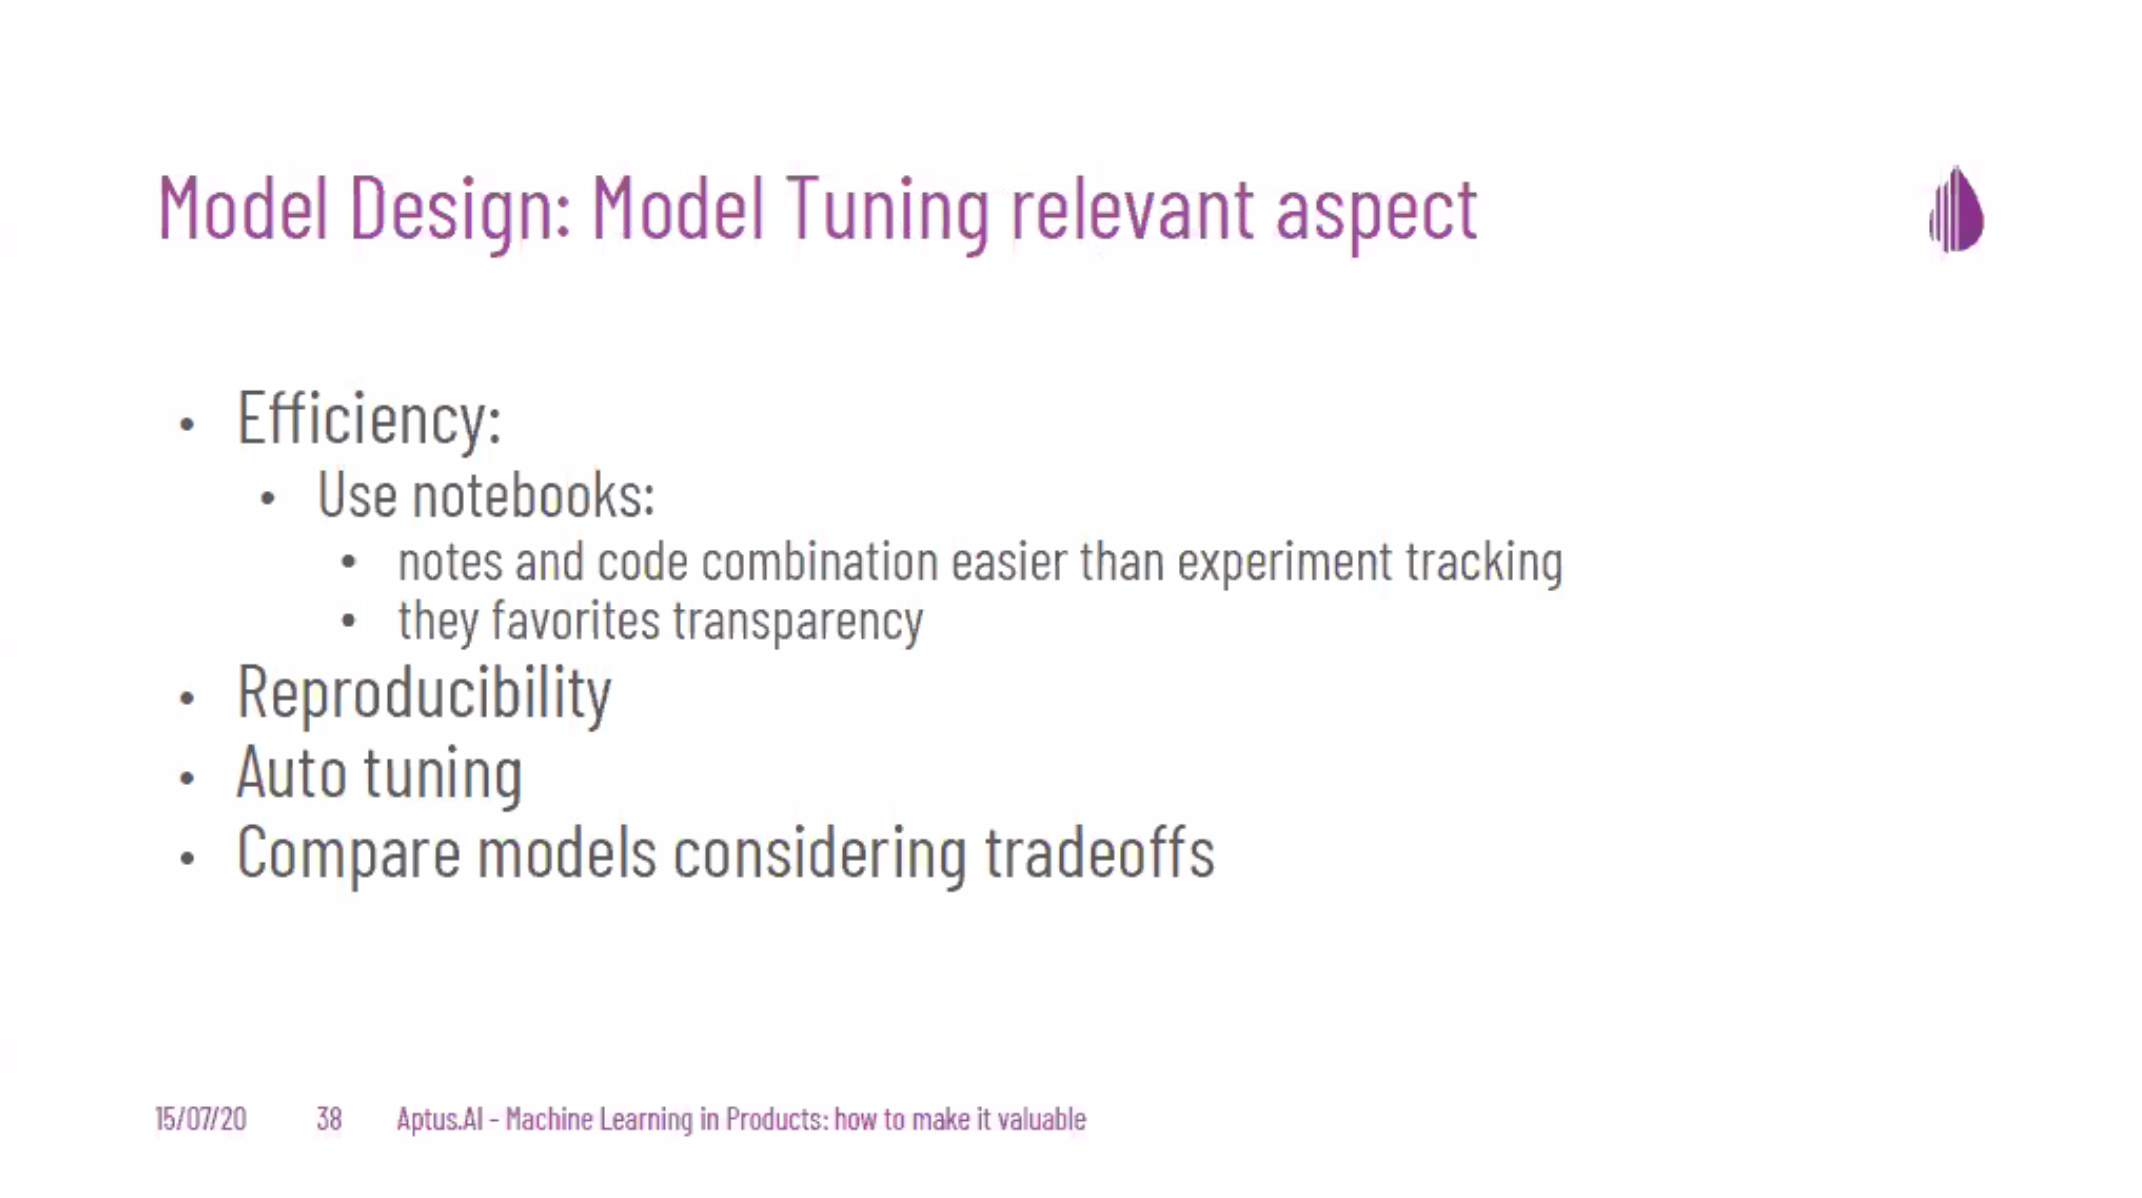 Model Design: Model Tuning relevant aspect
• Efficiency:
• Use notebooks:
• notes and code combination easier than experiment tracking
• they favorites transparency
• Reproducibility
• Auto tuning
• Compare models considering tradeoffs
15/07/20 38 Aptus.AI - Machine Learning in Products: how to make it valuable